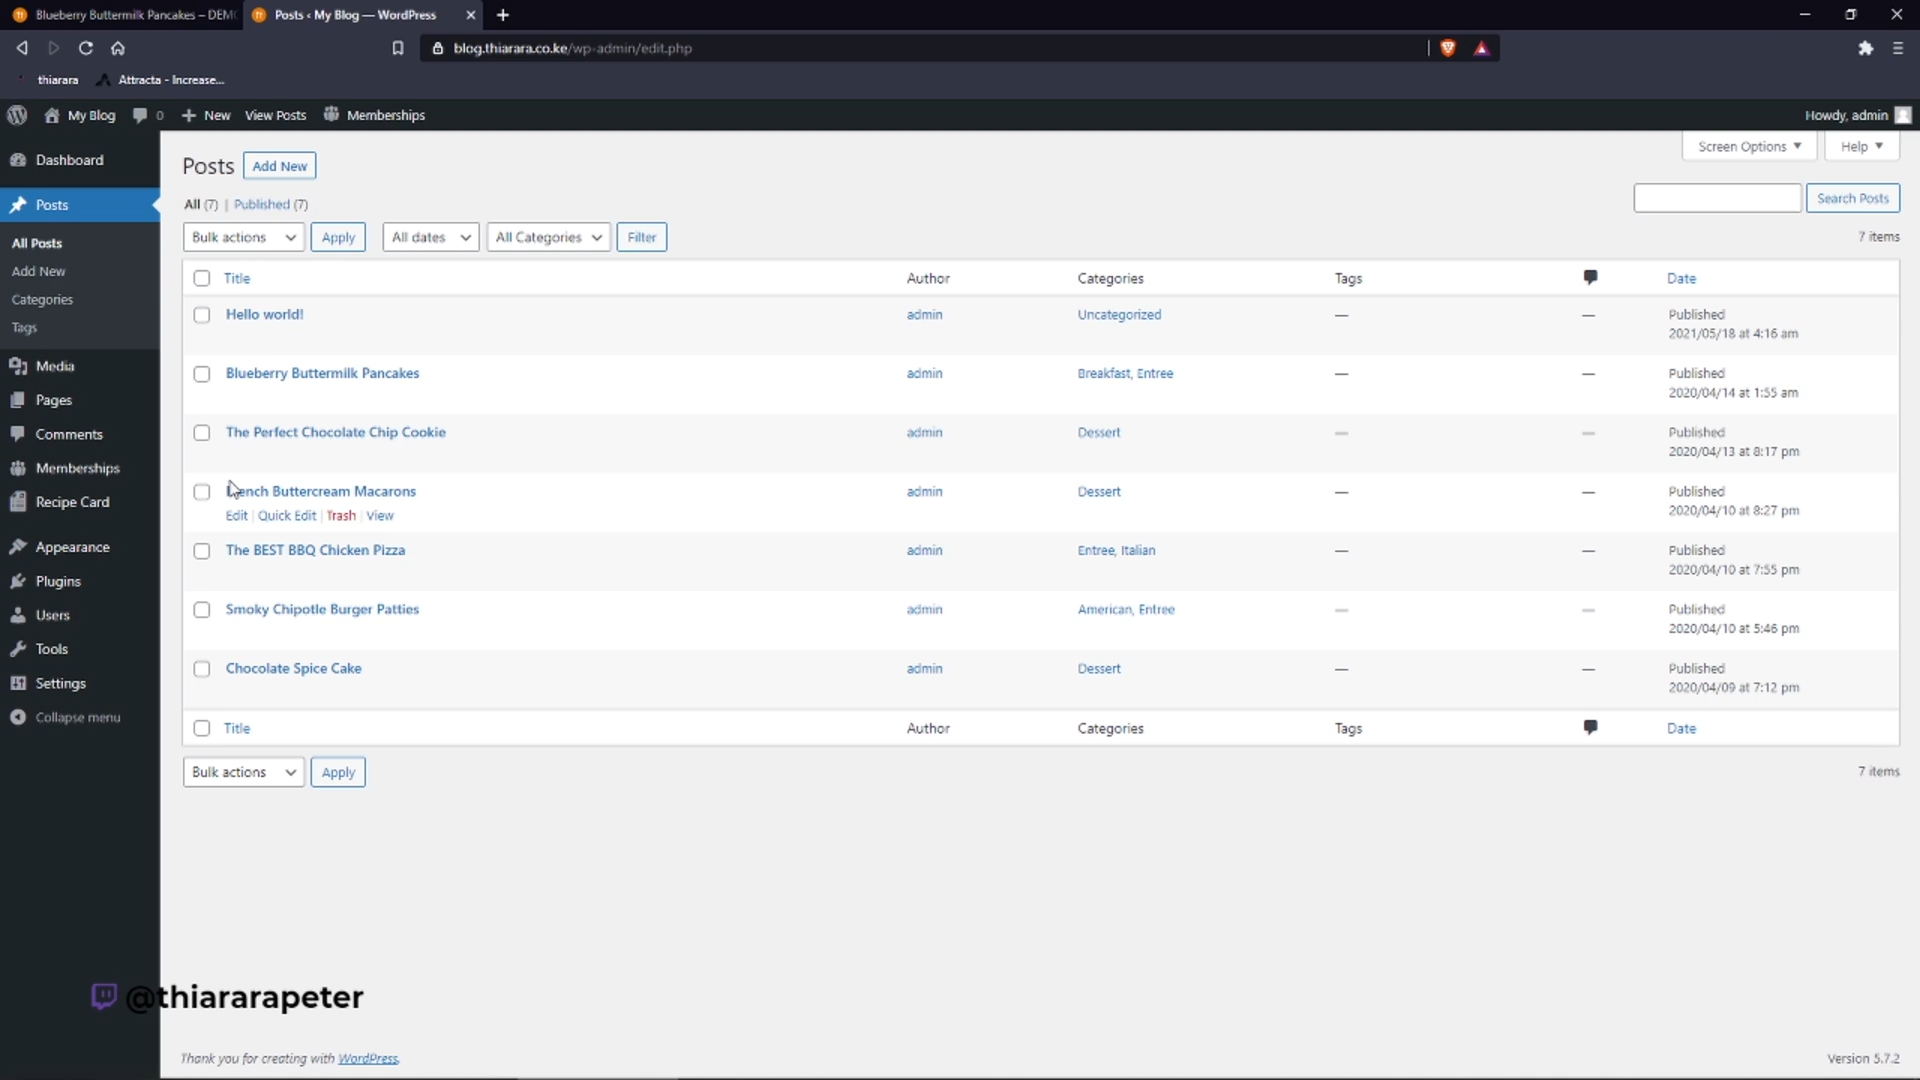 Blueberry Buttermilk Pancakes – DEM
Posts ‹ My Blog — WordPress
blog.thiarara.co.ke/wp-admin/edit.php
thiarara
Attracta - Increase...
My Blog 0 New View Posts Memberships
Howdy, admin
Dashboard
Posts
All Posts
Add New
Categories
Tags
Media
Pages
Comments
Memberships
Recipe Card
Appearance
Plugins
Users
Tools
Settings
Collapse menu
Screen Options Help
Posts Add New
All (7) | Published (7)
Search Posts
Bulk actions Apply All dates All Categories Filter
7 items
Title Author Categories Tags Date
Hello world! admin Uncategorized — — Published
2021/05/18 at 4:16 am
Blueberry Buttermilk Pancakes admin Breakfast, Entree — — Published
2020/04/14 at 1:55 am
The Perfect Chocolate Chip Cookie admin Dessert — — Published
2020/04/13 at 8:17 pm
ench Buttercream Macarons admin Dessert — — Published
Edit | Quick Edit | Trash | View 2020/04/10 at 8:27 pm
The BEST BBQ Chicken Pizza admin Entree, Italian — — Published
2020/04/10 at 7:55 pm
Smoky Chipotle Burger Patties admin American, Entree — — Published
2020/04/10 at 5:46 pm
Chocolate Spice Cake admin Dessert — — Published
2020/04/09 at 7:12 pm
Title Author Categories Tags Date
Bulk actions Apply
7 items
@thiararapeter
Thank you for creating with WordPress.
Version 5.7.2